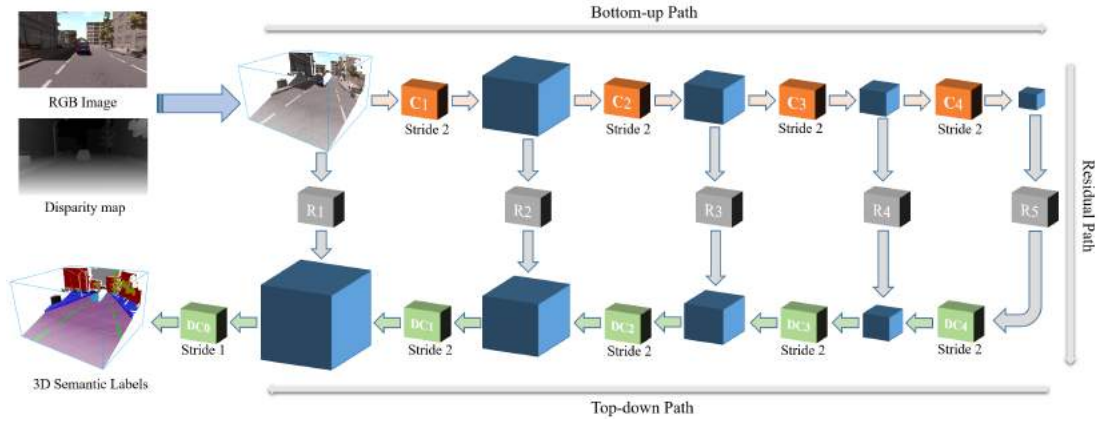 Bottom-up Path
RGB Image
C1
C2
C3
C4
Stride 2
Stride 2
Stride 2
Stride 2
Disparity map
R1
R2
R3
R4
R5
Residual Path
DC0
DC1
DC2
DC3
DC4
Stride 1
Stride 2
Stride 2
Stride 2
Stride 2
3D Semantic Labels
Top-down Path